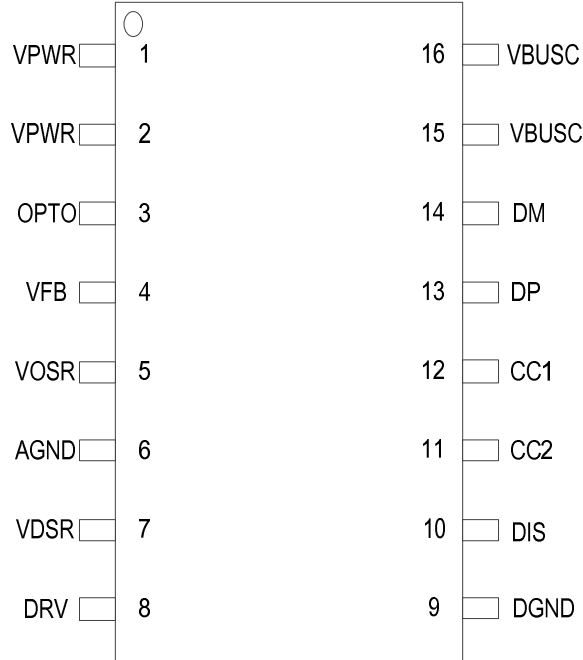 VPWR 1 16 VBUSC
VPWR 2 15 VBUSC
OPTO 3 14 DM
VFB 4 13 DP
VOSR 5 12 CC1
AGND 6 11 CC2
VDSR 7 10 DIS
DRV 8 9 DGND